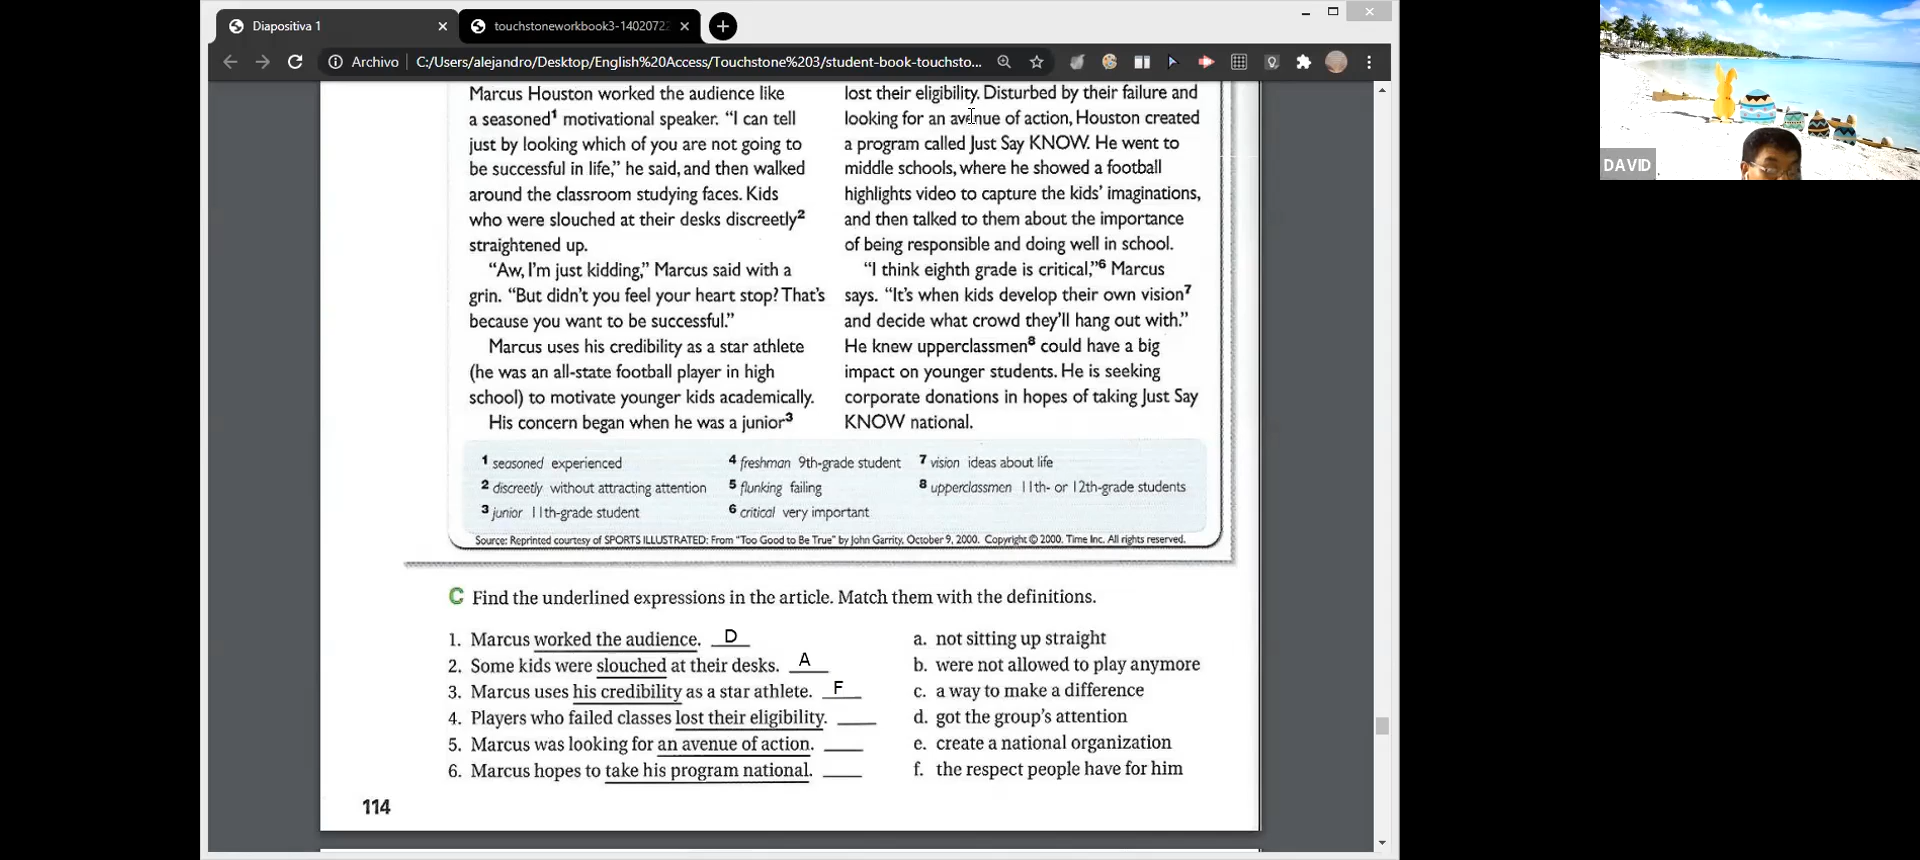 Diapositiva 1
touchstoneworkbook3-14020722
Archivo C:/Users/alejandro/Desktop/English%20Access/Touchstone%203/student-book-touchsto...
Marcus Houston worked the audience like
a seasoned¹ motivational speaker. “I can tell
just by looking which of you are not going to
be successful in life,” he said, and then walked
around the classroom studying faces. Kids
who were slouched at their desks discreetly²
straightened up.
“Aw, I’m just kidding,” Marcus said with a
grin. “But didn’t you feel your heart stop? That’s
because you want to be successful.”
Marcus uses his credibility as a star athlete
(he was an all-state football player in high
school) to motivate younger kids academically.
His concern began when he was a junior³
lost their eligibility. Disturbed by their failure and
looking for an avenue of action, Houston created
a program called Just Say KNOW. He went to
middle schools, where he showed a football
highlights video to capture the kids’ imaginations,
and then talked to them about the importance
of being responsible and doing well in school.
“I think eighth grade is critical,”⁶ Marcus
says. “It’s when kids develop their own vision⁷
and decide what crowd they’ll hang out with.”
He knew upperclassmen⁸ could have a big
impact on younger students. He is seeking
corporate donations in hopes of taking Just Say
KNOW national.
¹ seasoned experienced
² discreetly without attracting attention
³ junior 11th-grade student
⁴ freshman 9th-grade student
⁵ flunking failing
⁶ critical very important
⁷ vision ideas about life
⁸ upperclassmen 11th- or 12th-grade students
Source: Reprinted courtesy of SPORTS ILLUSTRATED: From “Too Good to Be True” by John Garrity, October 9, 2000. Copyright © 2000. Time Inc. All rights reserved.
C Find the underlined expressions in the article. Match them with the definitions.
1. Marcus worked the audience. D
2. Some kids were slouched at their desks. A
3. Marcus uses his credibility as a star athlete. F
4. Players who failed classes lost their eligibility.
5. Marcus was looking for an avenue of action.
6. Marcus hopes to take his program national.
a. not sitting up straight
b. were not allowed to play anymore
c. a way to make a difference
d. got the group’s attention
e. create a national organization
f. the respect people have for him
114
DAVID